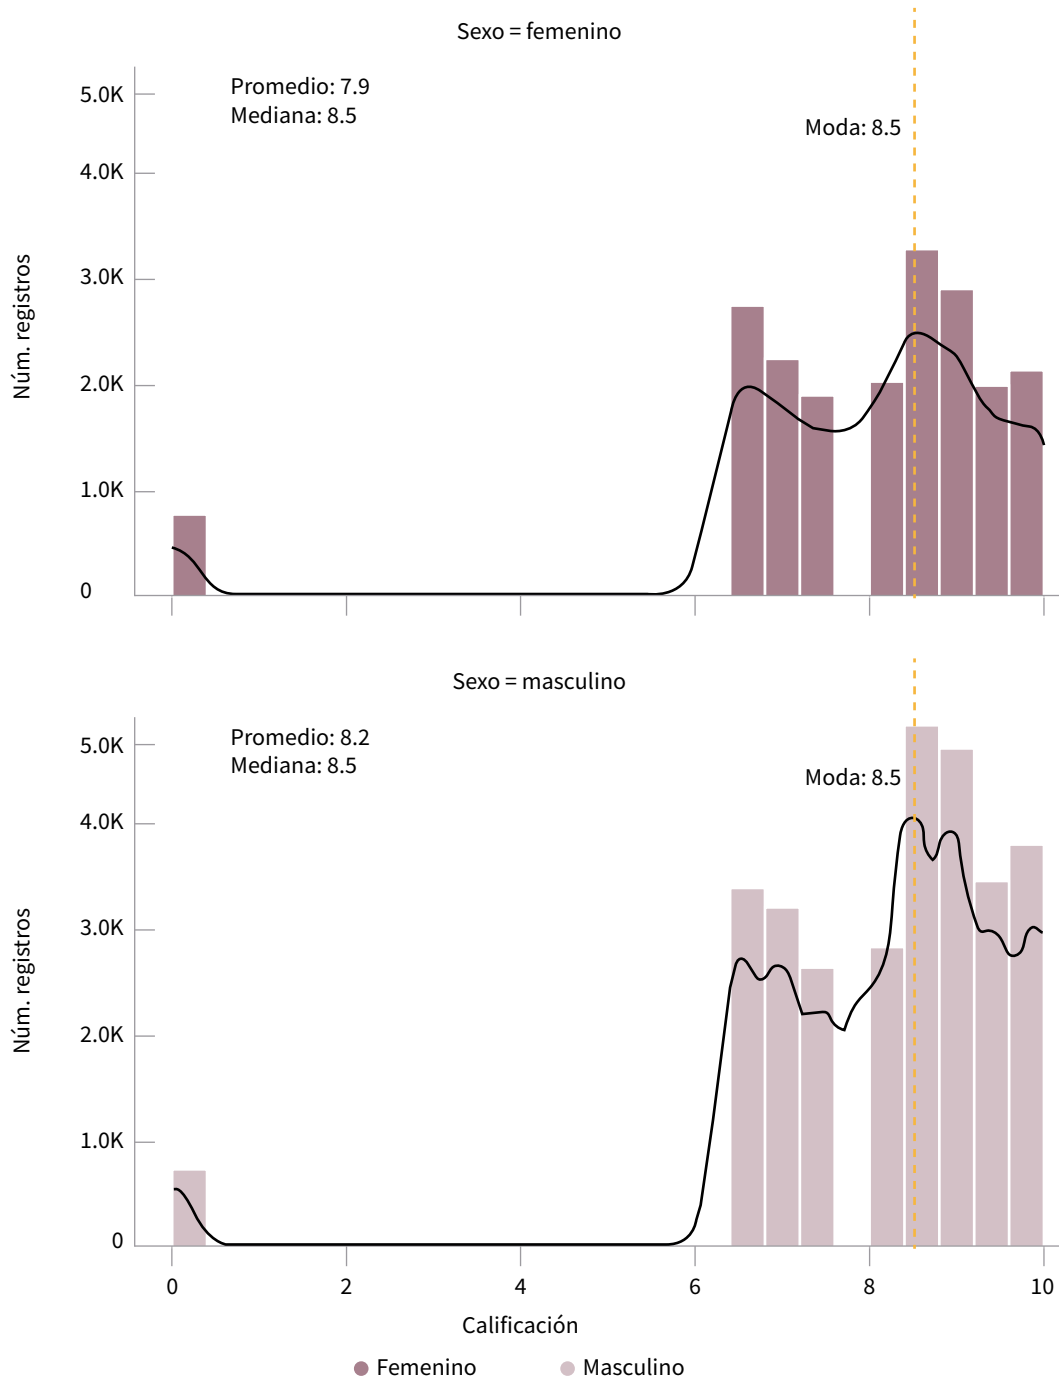 Sexo = femenino
Promedio: 7.9
Mediana: 8.5
Moda: 8.5
Núm. registros
5.0K
4.0K
3.0K
2.0K
1.0K
0
Sexo = masculino
Promedio: 8.2
Mediana: 8.5
Moda: 8.5
Núm. registros
5.0K
4.0K
3.0K
2.0K
1.0K
0
0 2 4 6 8 10
Calificación
Femenino Masculino